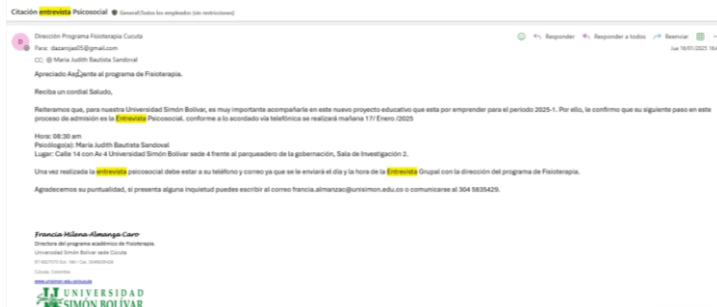 Citación entrevista Psicosocial General\Todos los empleados (sin restricciones)
Dirección Programa Fisioterapia Cucuta
Para: dazarojas05@gmail.com
CC: Maria Judith Bautista Sandoval
Responder Responder a todos Reenviar
Jue 16/01/2025
Apreciado Aspirante al programa de Fisioterapia.
Reciba un cordial Saludo,
Reiteramos que, para nuestra Universidad Simón Bolívar, es muy importante acompañarle en este nuevo proyecto educativo que esta por emprender para el periodo 2025-1. Por ello, le confirmo que su siguiente paso en este
proceso de admisión es la Entrevista Psicosocial. conforme a lo acordado vía telefónica se realizará mañana 17/ Enero /2025
Hora: 08:30 am
Psicólogo(a): María Judith Bautista Sandoval
Lugar: Calle 14 con Av 4 Universidad Simón Bolívar sede 4 frente al parqueadero de la gobernación, Sala de Investigación 2.
Una vez realizada la entrevista psicosocial debe estar a su teléfono y correo ya que se le enviará el día y la hora de la Entrevista Grupal con la dirección del programa de Fisioterapia.
Agradecemos su puntualidad, si presenta alguna inquietud puedes escribir al correo francia.almanzac@unisimon.edu.co o comunicarse al 304 5835429.
Francia Milena Almanza Caro
Directora del programa académico de Fisioterapia.
Universidad Simón Bolívar sede Cúcuta
Cúcuta, Colombia
UNIVERSIDAD
SIMÓN BOLÍVAR